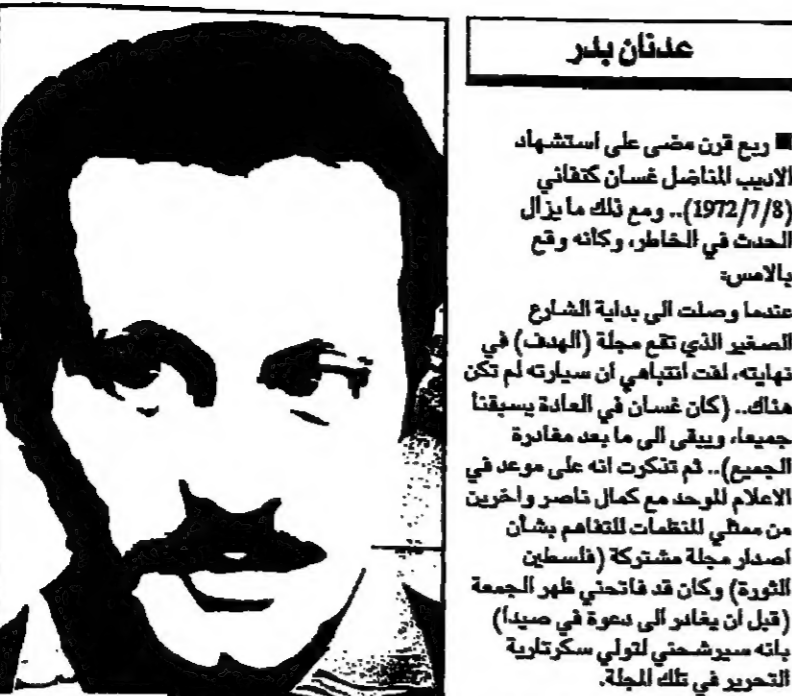 عدنان بدر
■ ربع قرن مضى على استشهاد
الاديب المناضل غسان كنفاني
(1972/7/8).. ومع ذلك ما يزال
الحدث في الخاطر، وكأنه وقع
بالامس:
عندما وصلت الى بداية الشارع
الصغير الذي تقع مجلة (الهدف) في
نهايته، لفت انتباهي ان سيارته لم تكن
هناك.. (كان غسان في العادة يسبقنا
جميعا، ويبقى الى ما بعد مغادرة
الجميع).. ثم تذكرت انه على موعد في
الاعلام الموحد مع كمال ناصر واخرين
من ممثلي المنظمات للتفاهم بشأن
اصدار مجلة مشتركة (فلسطين
الثورة) وكان قد فاتحني ظهر الجمعة
(قبل ان يغادر الى دعوة في صيدا)
بانه سيرشحني لتولي سكرتارية
التحرير في تلك المجلة.